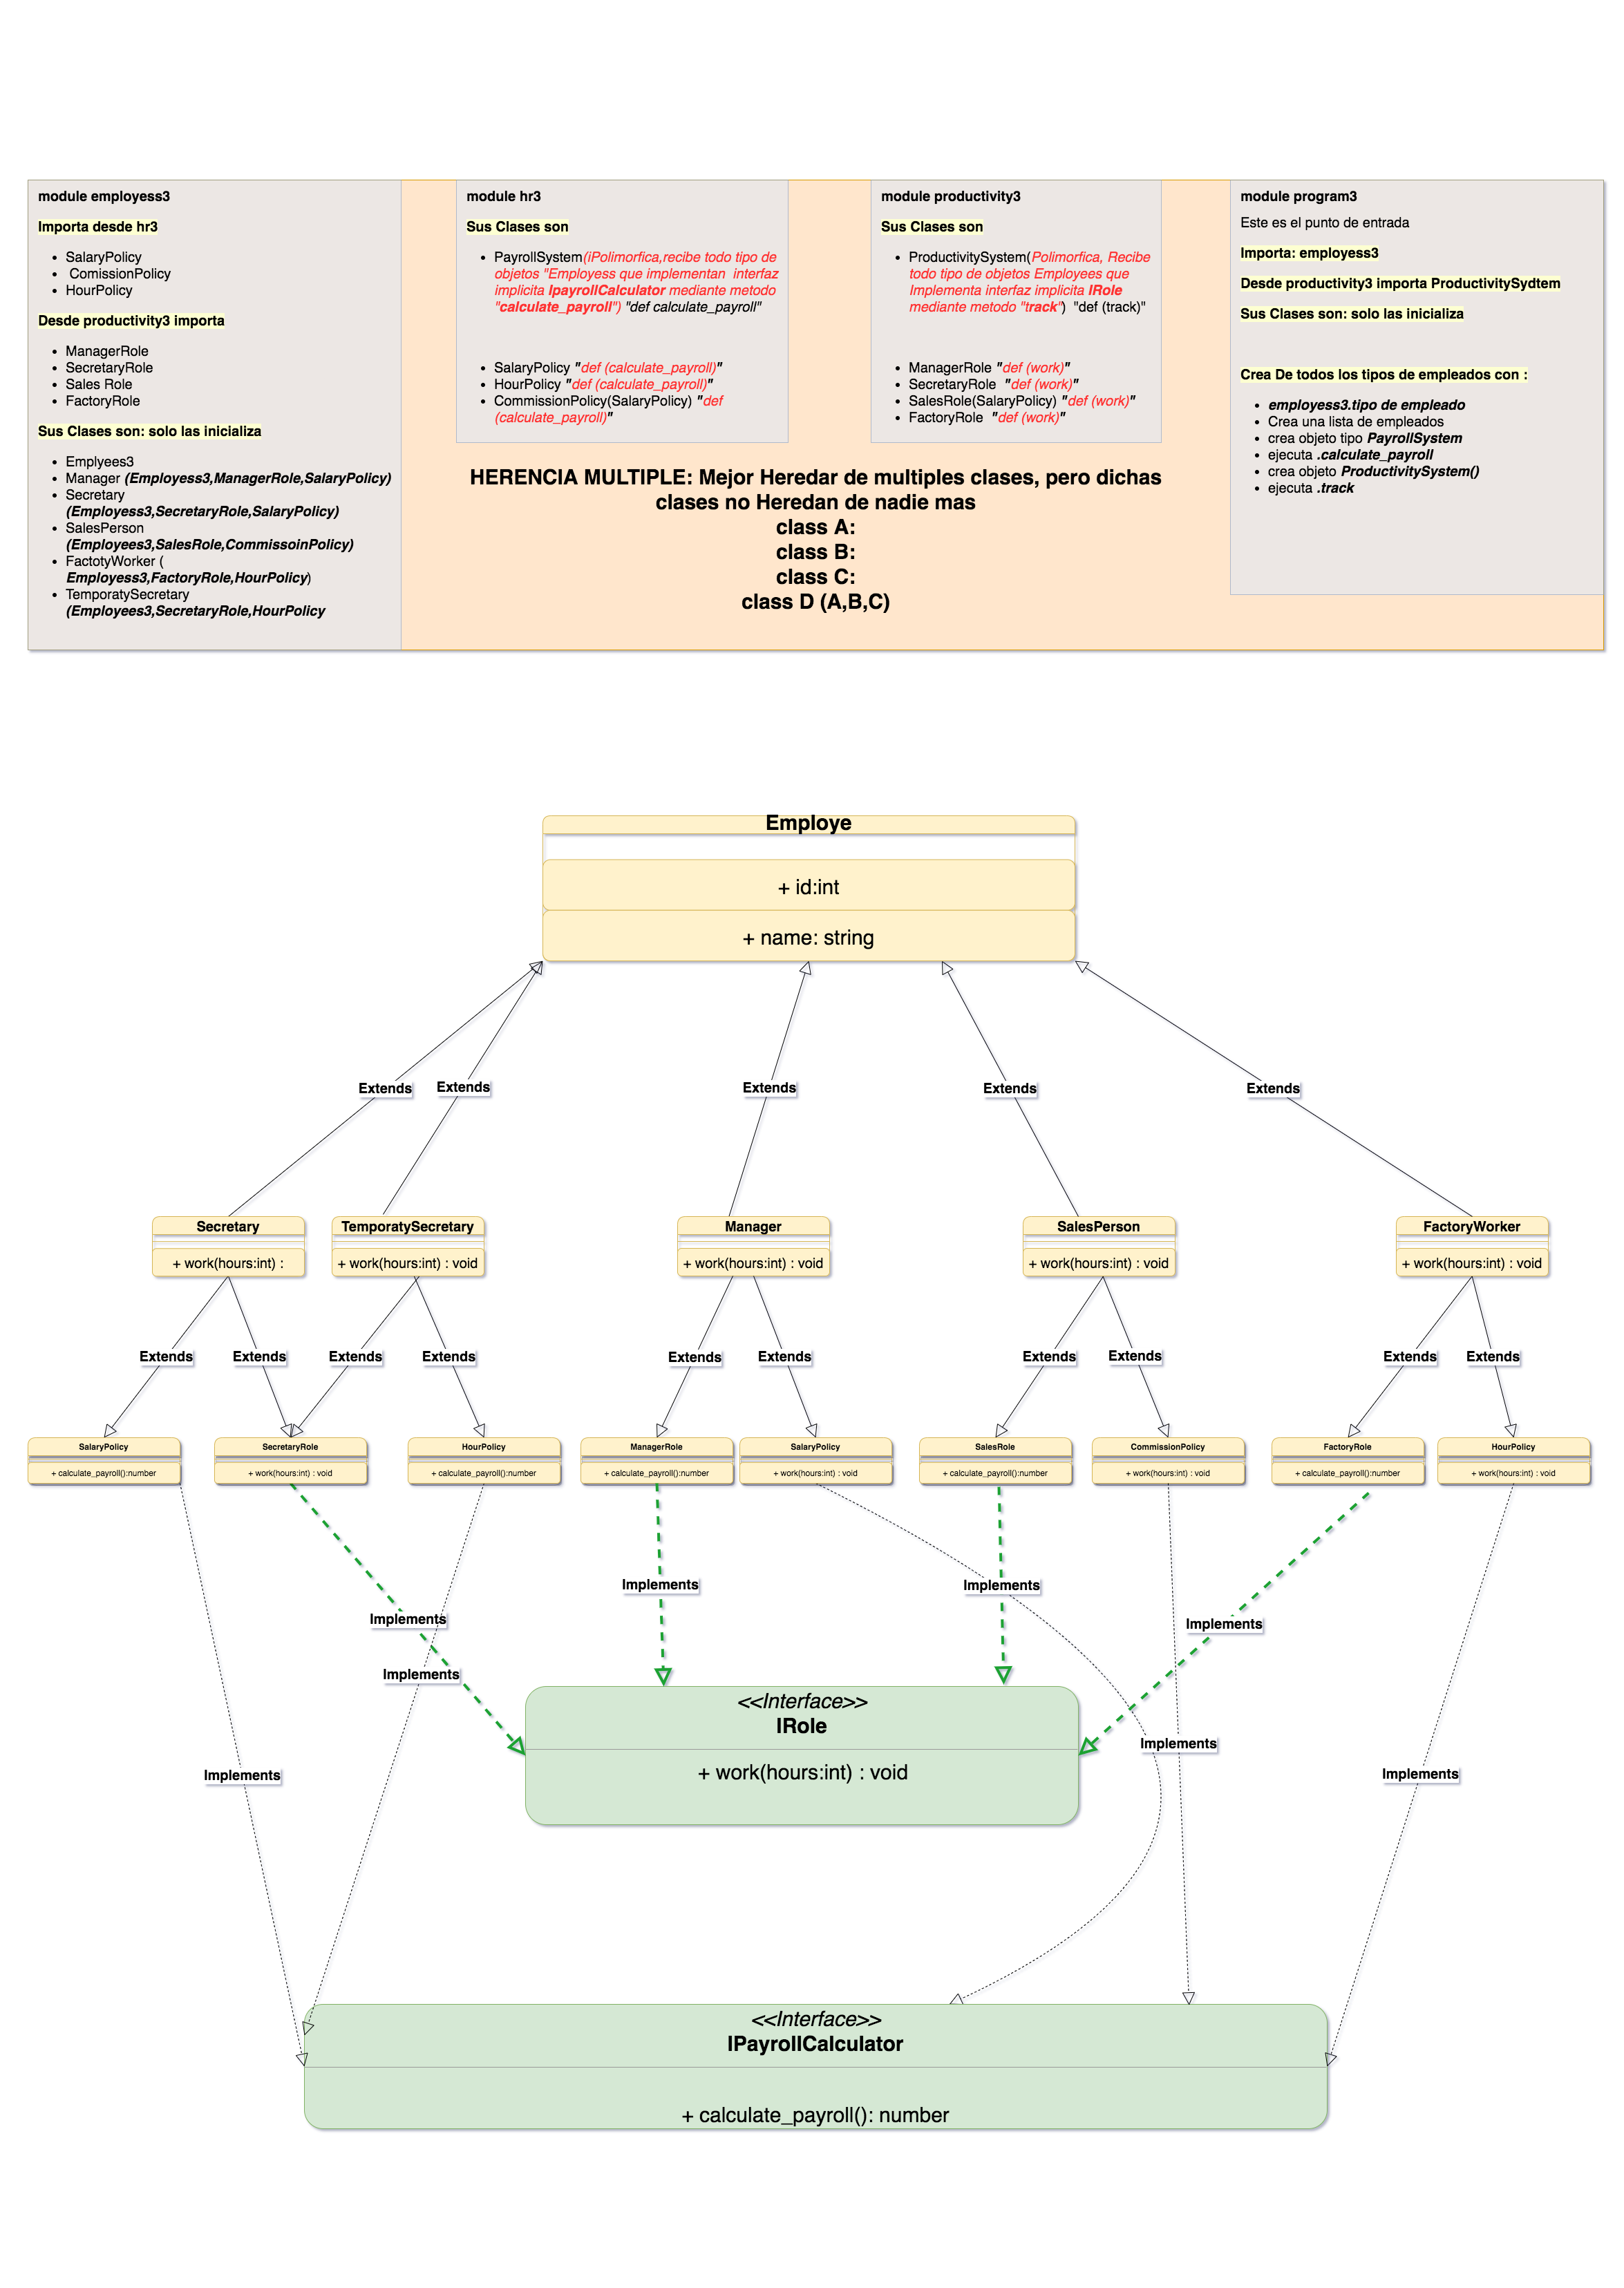 module employess3
Importa desde hr3
SalaryPolicy
ComissionPolicy
HourPolicy
Desde productivity3 importa
ManagerRole
SecretaryRole
Sales Role
FactoryRole
Sus Clases son: solo las inicializa
Emplyees3
Manager (Employess3,ManagerRole,SalaryPolicy)
Secretary
(Employess3,SecretaryRole,SalaryPolicy)
SalesPerson
(Employees3,SalesRole,CommissoinPolicy)
FactotyWorker (
Employess3,FactoryRole,HourPolicy)
TemporatySecretary
(Employees3,SecretaryRole,HourPolicy
module hr3
Sus Clases son
PayrollSystem(iPolimorfica,recibe todo tipo de
objetos "Employess que implementan interfaz
implicita IpayrollCalculator mediante metodo
"calculate_payroll") "def calculate_payroll"
SalaryPolicy "def (calculate_payroll)"
HourPolicy "def (calculate_payroll)"
CommissionPolicy(SalaryPolicy) "def
(calculate_payroll)"
module productivity3
Sus Clases son
ProductivitySystem(Polimorfica, Recibe
todo tipo de objetos Employees que
Implementa interfaz implicita IRole
mediante metodo "track") "def (track)"
ManagerRole "def (work)"
SecretaryRole "def (work)"
SalesRole(SalaryPolicy) "def (work)"
FactoryRole "def (work)"
module program3
Este es el punto de entrada
Importa: employess3
Desde productivity3 importa ProductivitySydtem
Sus Clases son: solo las inicializa
Crea De todos los tipos de empleados con :
employess3.tipo de empleado
Crea una lista de empleados
crea objeto tipo PayrollSystem
ejecuta .calculate_payroll
crea objeto ProductivitySystem()
ejecuta .track
HERENCIA MULTIPLE: Mejor Heredar de multiples clases, pero dichas
clases no Heredan de nadie mas
class A:
class B:
class C:
class D (A,B,C)
Employe
+ id:int
+ name: string
Extends
Extends
Extends
Extends
Extends
Secretary
+ work(hours:int) :
TemporatySecretary
+ work(hours:int) : void
Manager
+ work(hours:int) : void
SalesPerson
+ work(hours:int) : void
FactoryWorker
+ work(hours:int) : void
Extends
Extends
Extends
Extends
Extends
Extends
Extends
Extends
Extends
Extends
SalaryPolicy
+ calculate_payroll():number
SecretaryRole
+ work(hours:int) : void
HourPolicy
+ calculate_payroll():number
ManagerRole
+ calculate_payroll():number
SalaryPolicy
+ work(hours:int) : void
SalesRole
+ calculate_payroll():number
CommissionPolicy
+ work(hours:int) : void
FactoryRole
+ calculate_payroll():number
HourPolicy
+ work(hours:int) : void
Implements
Implements
Implements
Implements
Implements
Implements
Implements
Implements
<<Interface>>
IRole
+ work(hours:int) : void
<<Interface>>
IPayrollCalculator
+ calculate_payroll(): number